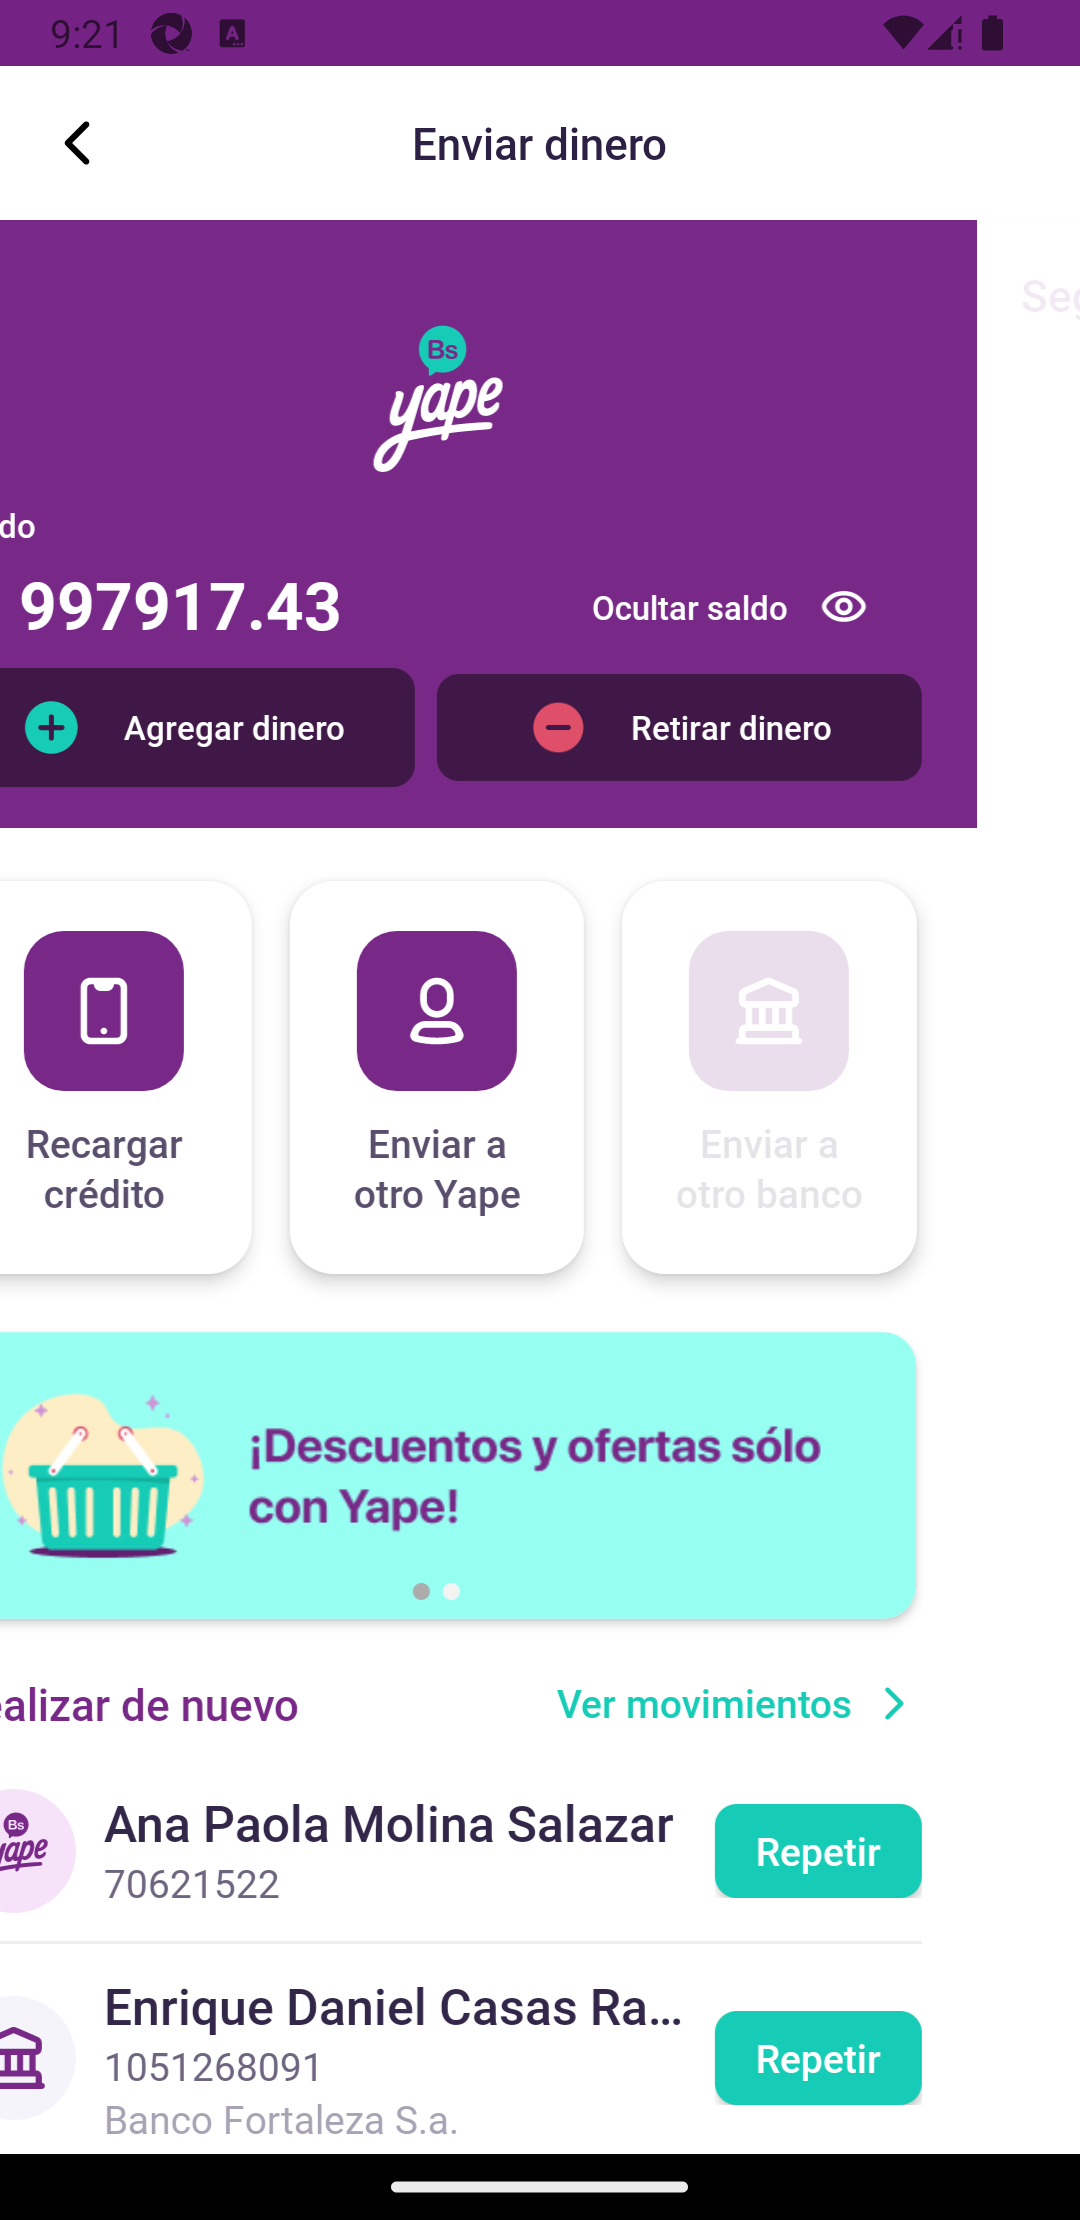 9:21
Enviar dinero
Seg
Bs
yape
do
997917.43
Ocultar saldo
Agregar dinero
Retirar dinero
Recargar
crédito
Enviar a
otro Yape
Enviar a
otro banco
¡Descuentos y ofertas sólo
con Yape!
ealizar de nuevo
Ver movimientos
Bs
yape
Ana Paola Molina Salazar
70621522
Repetir
Enrique Daniel Casas Ra...
1051268091
Banco Fortaleza S.a.
Repetir